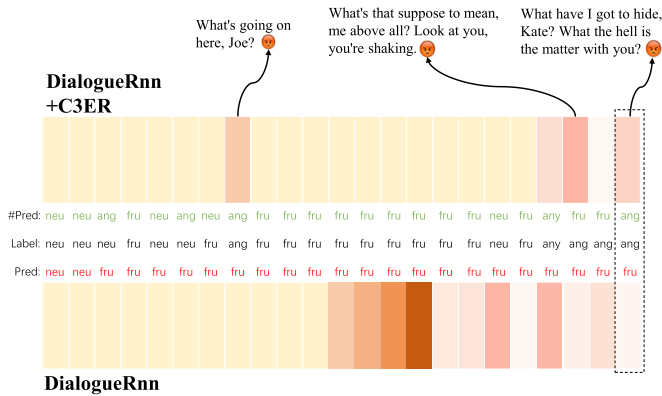 What's going on
here, Joe?
What's that suppose to mean,
me above all? Look at you,
you're shaking.
What have I got to hide,
Kate? What the hell is
the matter with you?
DialogueRnn
+C3ER
#Pred: neu neu ang fru neu ang neu ang fru fru fru fru fru fru fru fru fru neu fru any fru fru ang
Label: neu neu fru fru neu neu fru ang fru fru fru fru fru fru fru fru fru neu fru any ang ang ang
Pred: neu neu fru fru fru fru fru fru fru fru fru fru fru fru fru fru fru fru fru fru fru fru fru
DialogueRnn